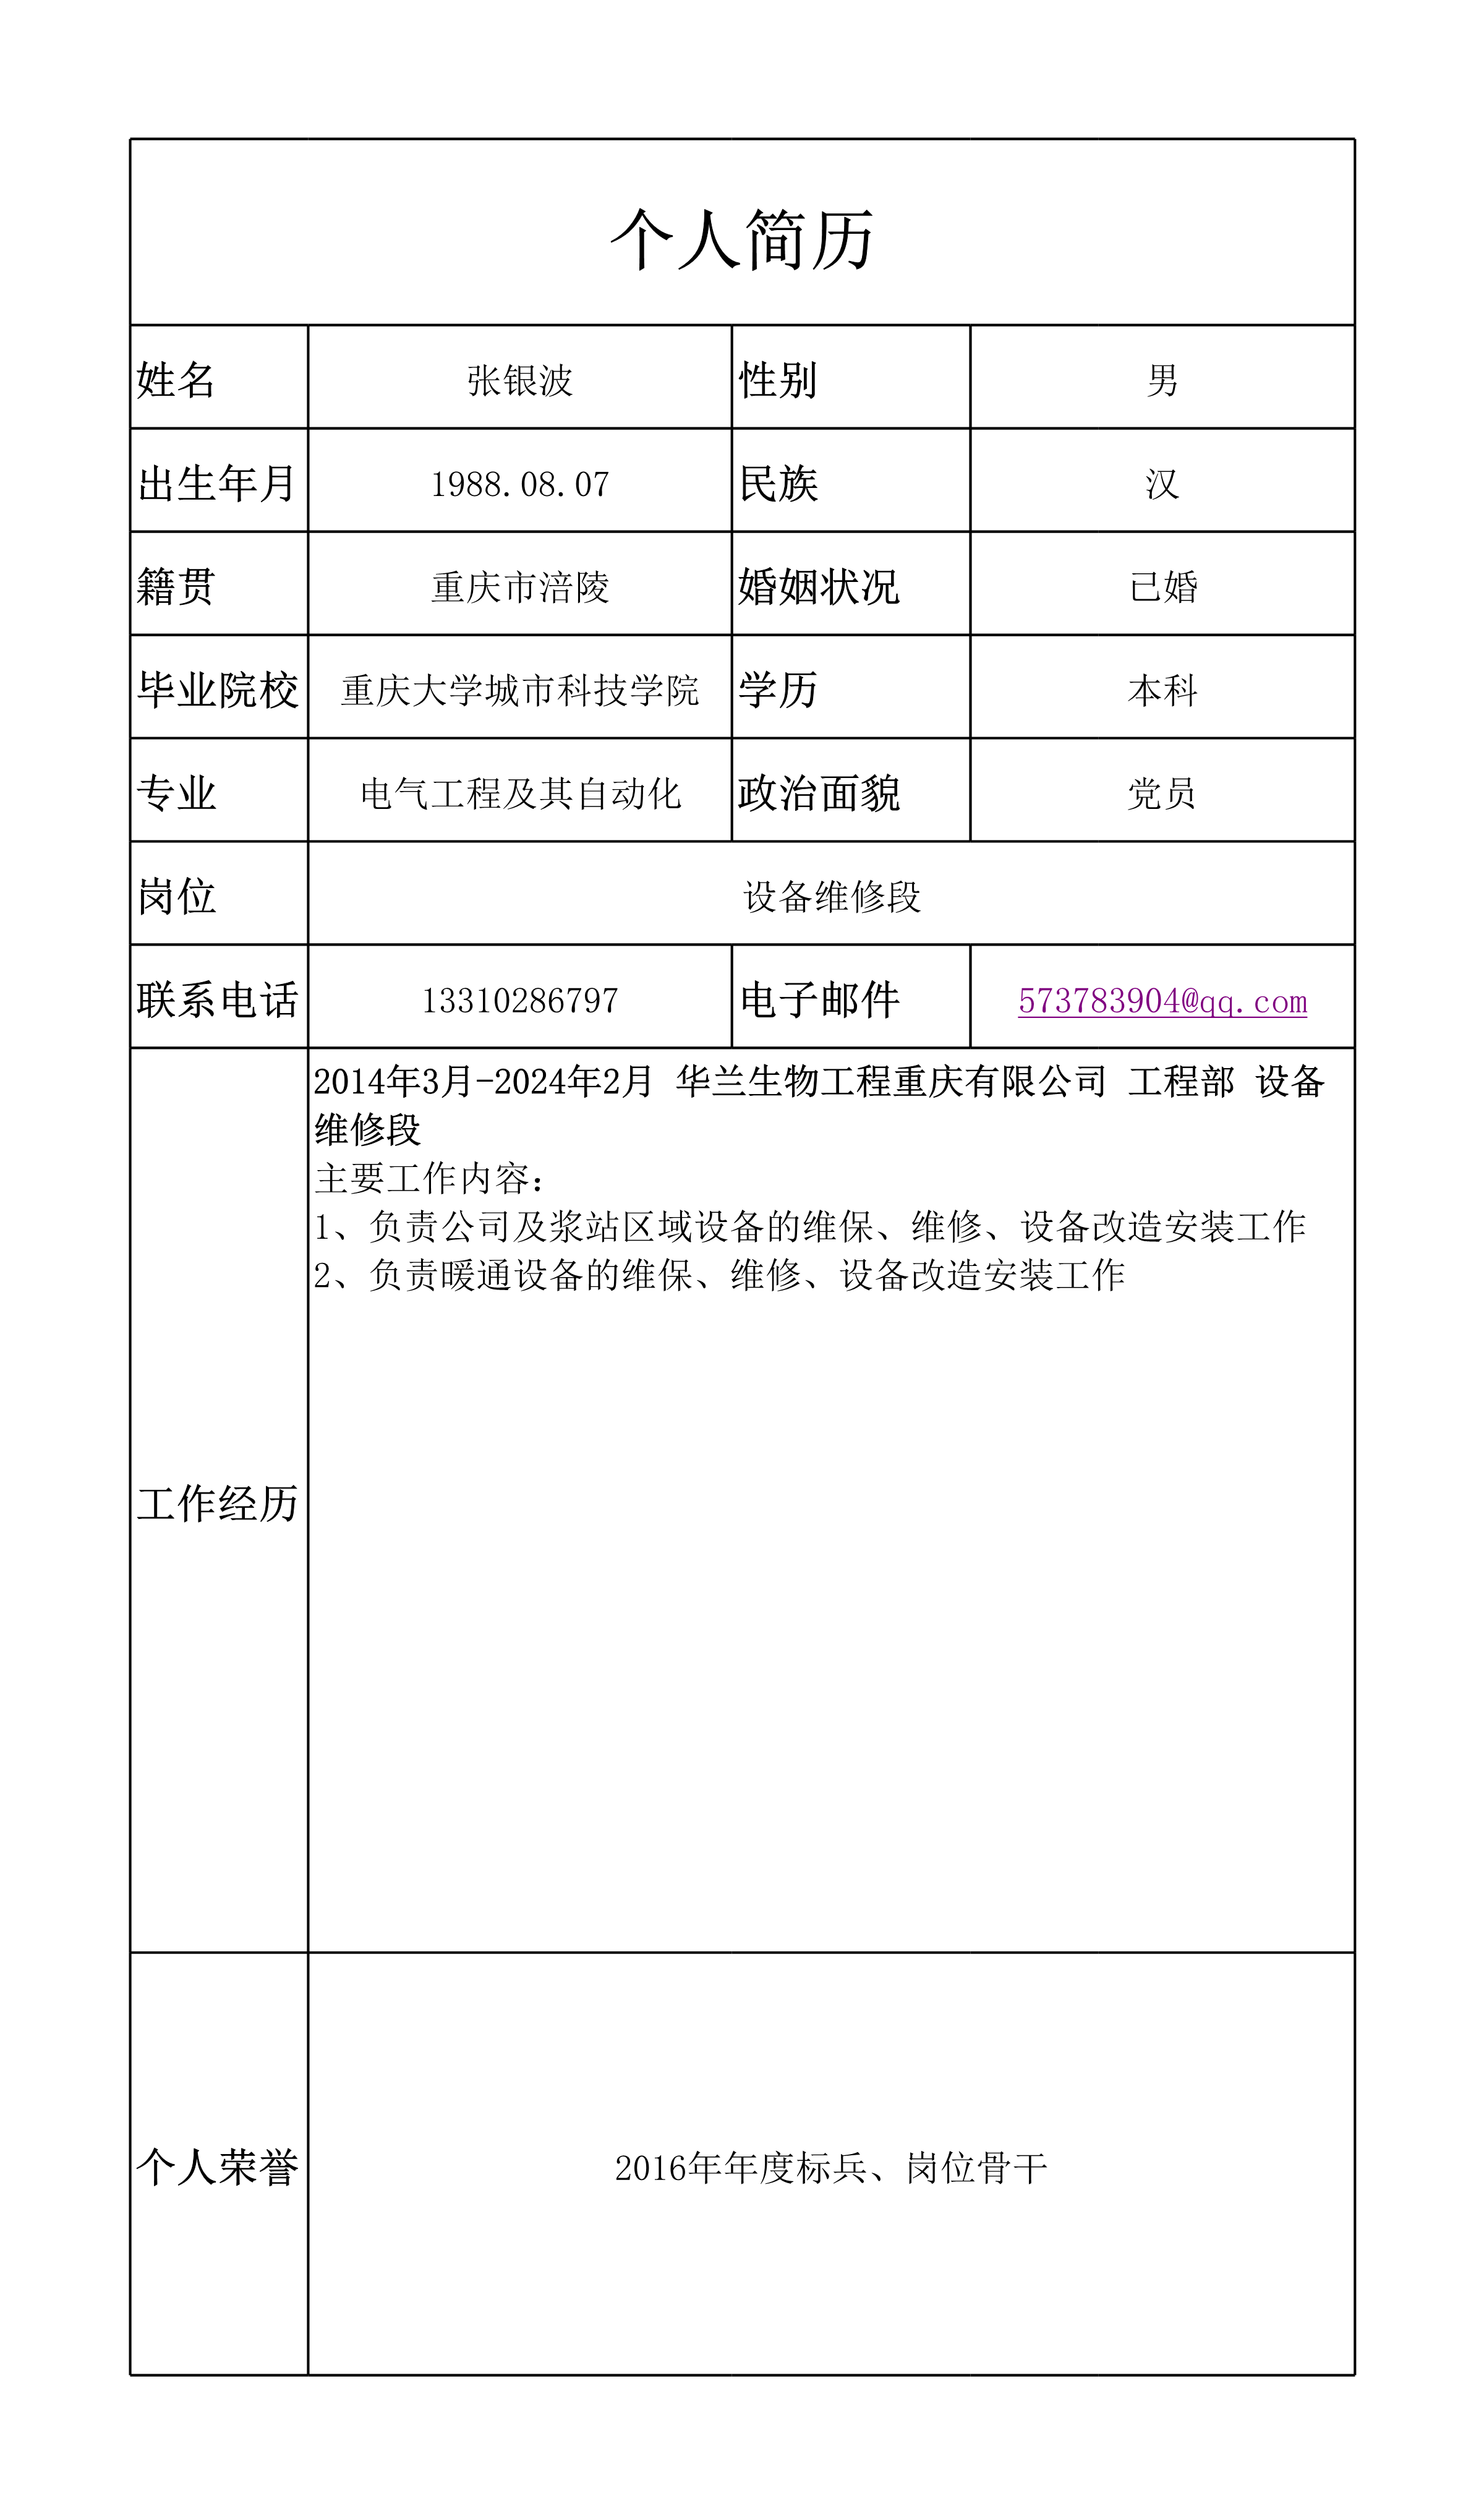 个人简历
姓名 张银波 性别 男
出生年月 1988.08.07 民族 汉
籍贯 重庆市涪陵 婚姻状况 已婚
毕业院校 重庆大学城市科技学院 学历 本科
专业 电气工程及其自动化 政治面貌 党员
岗位 设备维修段
联系电话 13310286797 电子邮件 573783904@qq.com
2014年3月-2024年2月 华兰生物工程重庆有限公司 工程部 设备
维修段
主要工作内容：
1、负责公司及浆站区域设备的维保、维修、设备改造安装工作
2、负责暖通设备的维保、维修、设备改造安装工作
工作经历
个人荣誉 2016年年度标兵、岗位骨干